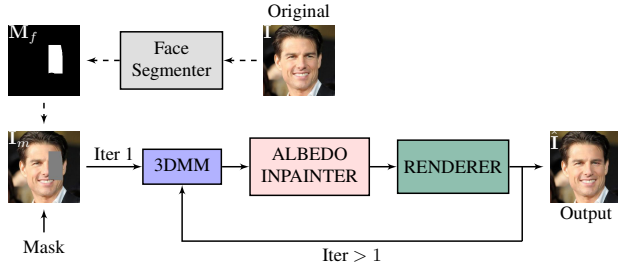 Original
M_f
Face
Segmenter
I
I_m̄
Iter 1
3DMM
ALBEDO
INPAINTER
RENDERER
Î
Output
Mask
Iter > 1